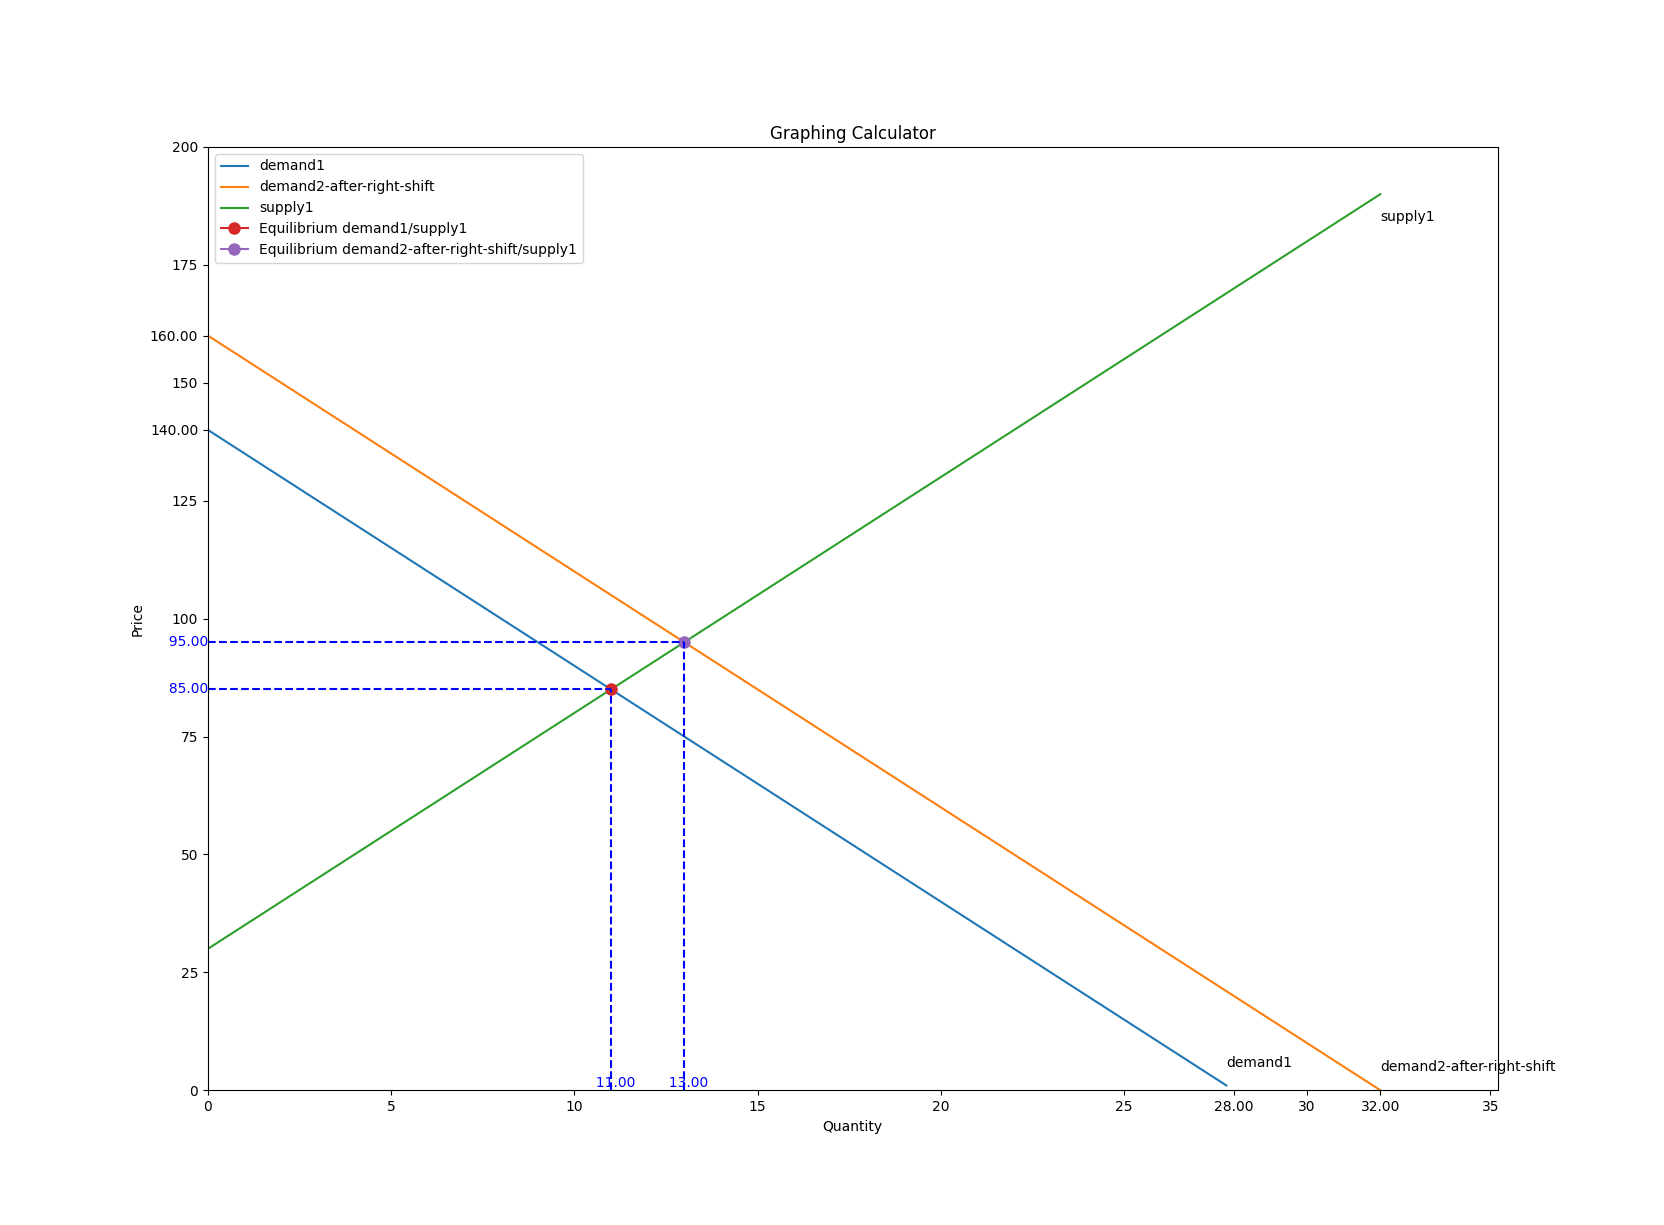 Graphing Calculator
demand1
demand2-after-right-shift
supply1
Equilibrium demand1/supply1
Equilibrium demand2-after-right-shift/supply1
200
175
160.00
150
140.00
125
100
95.00
85.00
75
50
25
0
Price
supply1
demand1
demand2-after-right-shift
11.00 13.00
0 5 10 15 20 25 28.00 30 32.00 35
Quantity